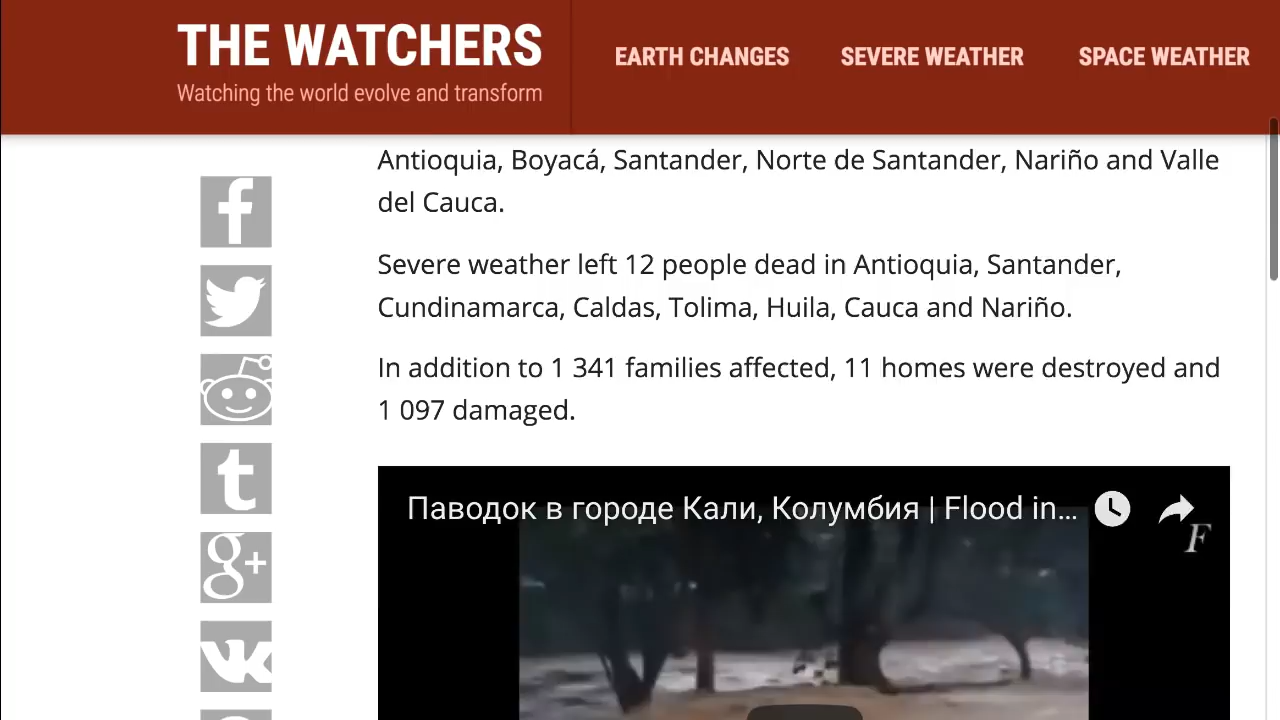 THE WATCHERS
Watching the world evolve and transform
EARTH CHANGES
SEVERE WEATHER
SPACE WEATHER
Antioquia, Boyacá, Santander, Norte de Santander, Nariño and Valle
del Cauca.
Severe weather left 12 people dead in Antioquia, Santander,
Cundinamarca, Caldas, Tolima, Huila, Cauca and Nariño.
In addition to 1 341 families affected, 11 homes were destroyed and
1 097 damaged.
Паводок в городе Кали, Колумбия | Flood in...
F